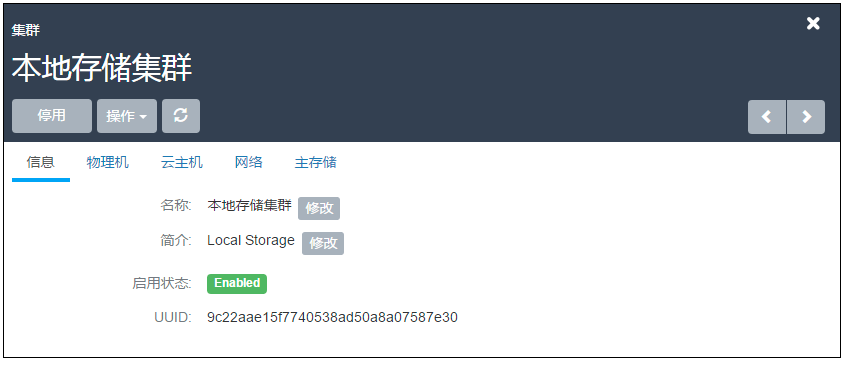 集群
本地存储集群
停用 操作
信息 物理机 云主机 网络 主存储
名称: 本地存储集群 修改
简介: Local Storage 修改
启用状态: Enabled
UUID: 9c22aae15f7740538ad50a8a07587e30